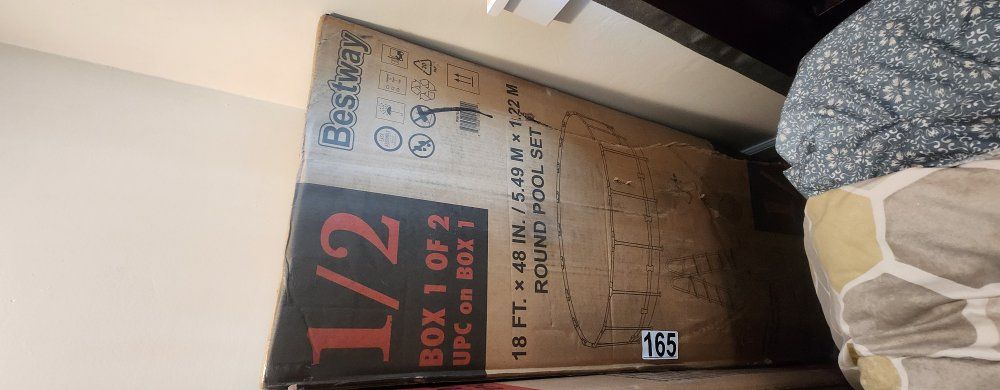 Bestway
1/2
BOX 1 OF 2
UPC on BOX 1
18 FT. × 48 IN. / 5.49 M × 1.22 M
ROUND POOL SET
165